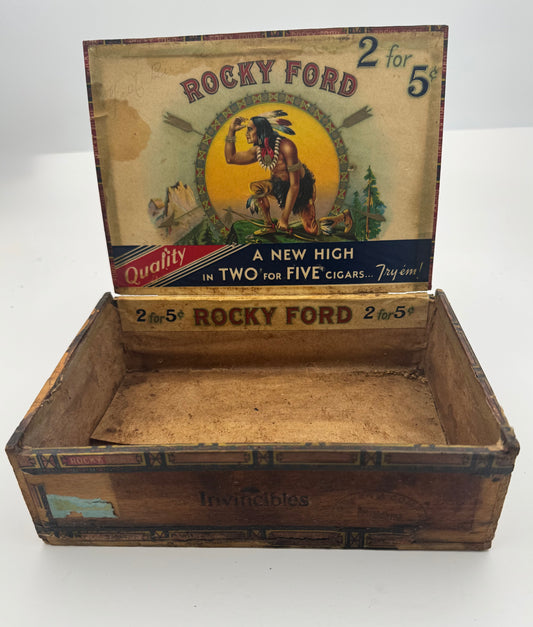 2 for 5¢
ROCKY FORD
Quality
A NEW HIGH
IN TWO FOR FIVE CIGARS... Try'em!
2 for 5¢ ROCKY FORD 2 for 5¢
ROCKY
Invincibles